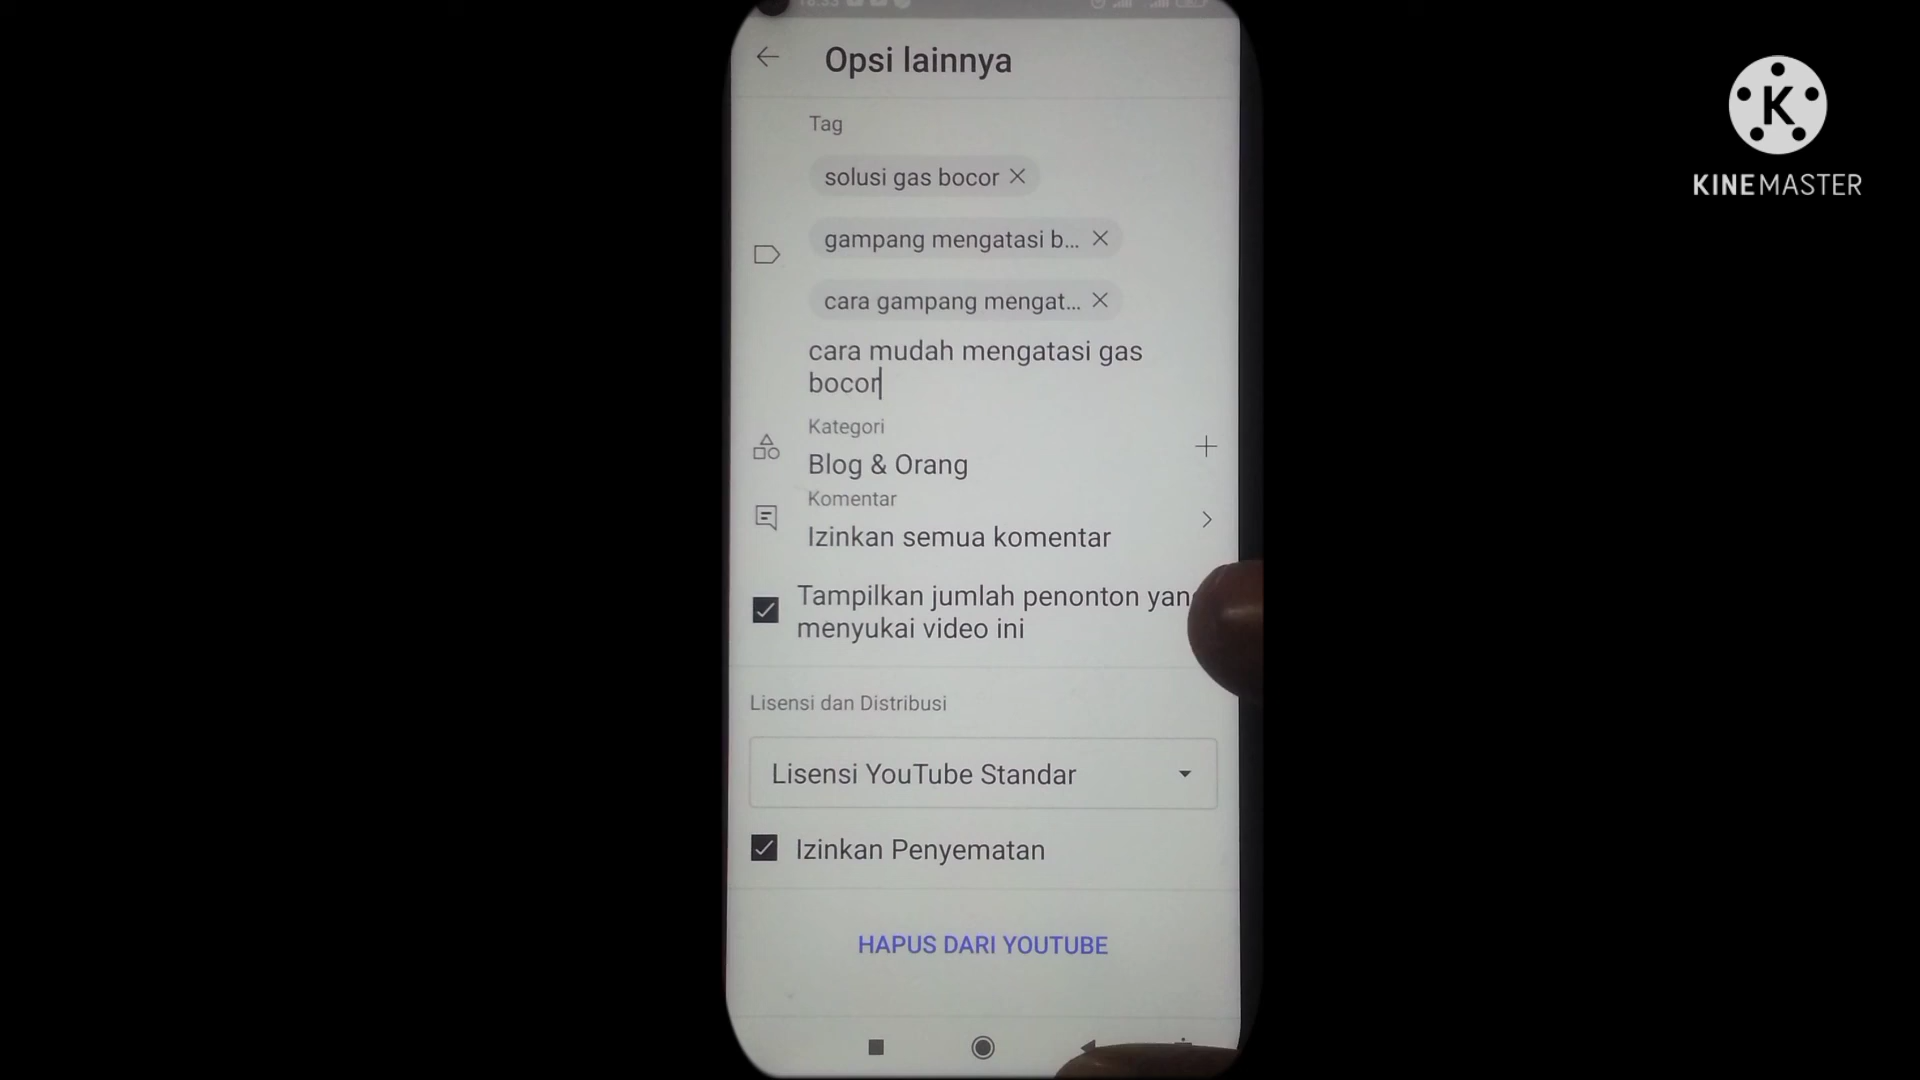 Opsi lainnya
Tag
solusi gas bocor
gampang mengatasi b...
cara gampang mengat...
cara mudah mengatasi gas
bocor
Kategori
Blog & Orang
Komentar
Izinkan semua komentar
Tampilkan jumlah penonton yan
menyukai video ini
Lisensi dan Distribusi
Lisensi YouTube Standar
Izinkan Penyematan
HAPUS DARI YOUTUBE
K
KINEMASTER